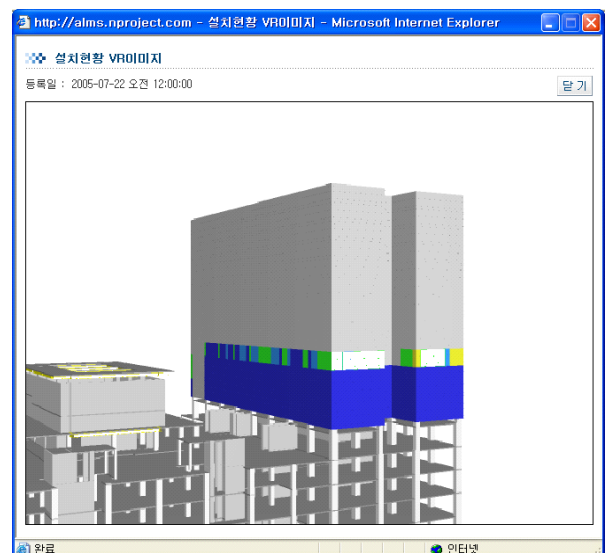 http://alms.nproject.com - 설치현황 VR이미지 - Microsoft Internet Explorer
설치현황 VR이미지
등록일 : 2005-07-22 오전 12:00:00
닫기
완료
인터넷